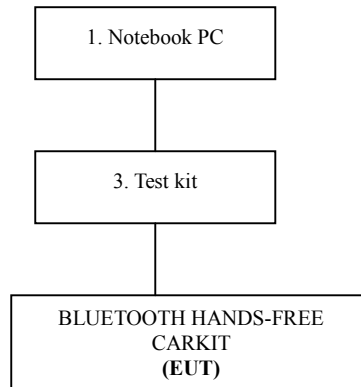 1. Notebook PC
3. Test kit
BLUETOOTH HANDS-FREE
CARKIT
(EUT)